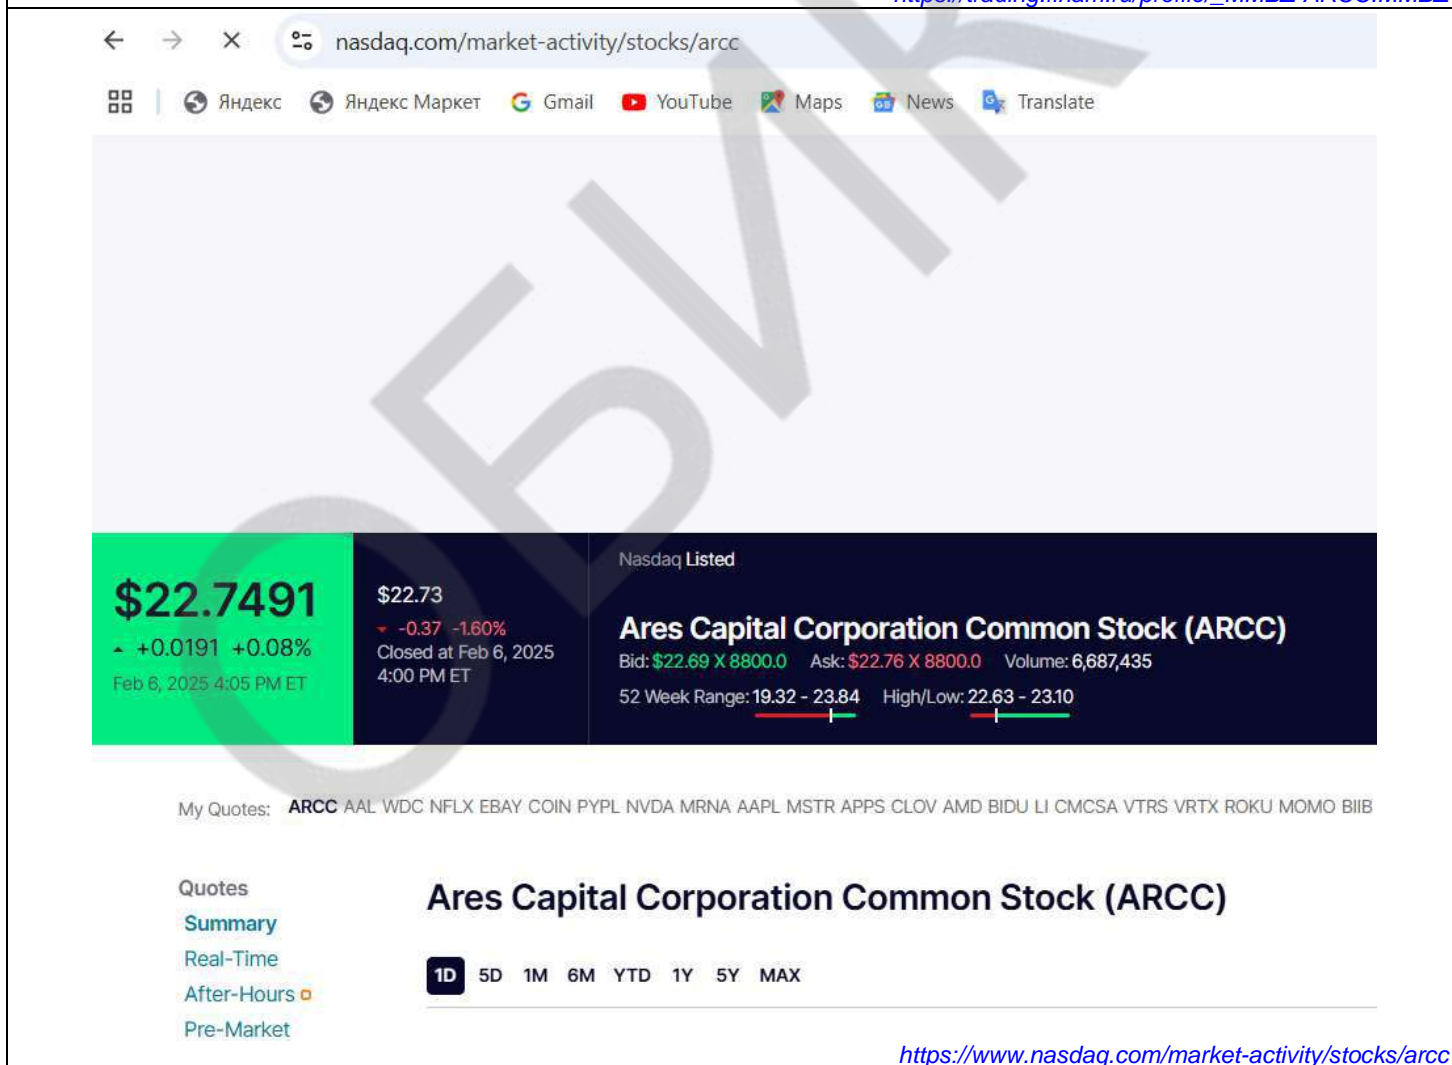 nasdaq.com/market-activity/stocks/arcc
Яндекс Яндекс Маркет Gmail YouTube Maps News Translate
ОБИК
Nasdaq Listed
$22.7491
+0.0191 +0.08%
Feb 6, 2025 4:05 PM ET
$22.73
-0.37 -1.60%
Closed at Feb 6, 2025
4:00 PM ET
Ares Capital Corporation Common Stock (ARCC)
Bid: $22.69 X 8800.0 Ask: $22.76 X 8800.0 Volume: 6,687,435
52 Week Range: 19.32 - 23.84 High/Low: 22.63 - 23.10
My Quotes: ARCC AAL WDC NFLX EBAY COIN PYPL NVDA MRNA AAPL MSTR APPS CLOV AMD BIDU LI CMCSA VTRS VRTX ROKU MOMO BIIB
Quotes
Summary
Real-Time
After-Hours
Pre-Market
Ares Capital Corporation Common Stock (ARCC)
1D 5D 1M 6M YTD 1Y 5Y MAX
https://www.nasdaq.com/market-activity/stocks/arcc